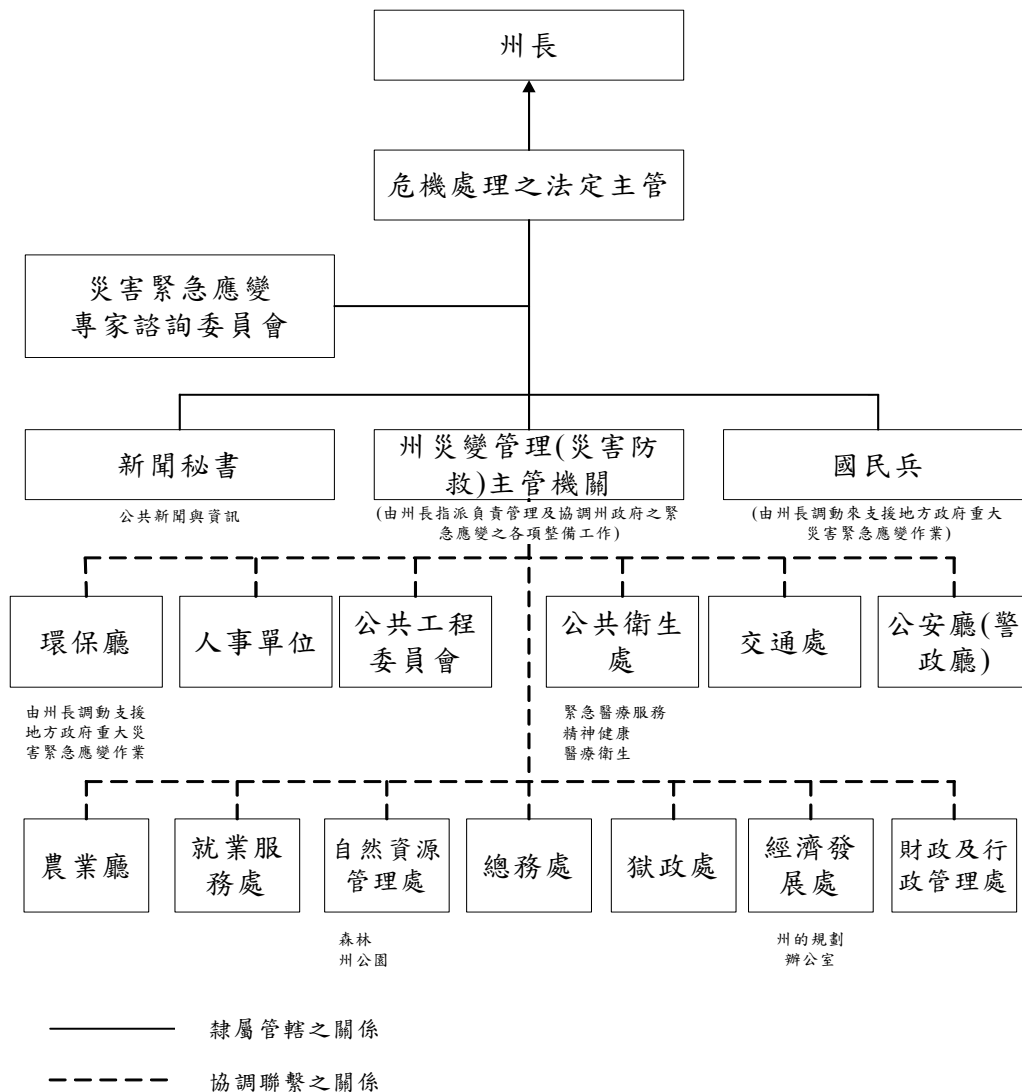 州長
危機處理之法定主管
災害緊急應變
專家諮詢委員會
新聞秘書
公共新聞與資訊
州災變管理(災害防
救)主管機關
(由州長指派負責管理及協調州政府之緊
急應變之各項整備工作)
國民兵
(由州長調動來支援地方政府重大
災害緊急應變作業)
環保廳
由州長調動支援
地方政府重大災
害緊急應變作業
人事單位
公共工程
委員會
公共衛生
處
緊急醫療服務
精神健康
醫療衛生
交通處
公安廳(警
政廳)
農業廳
就業服
務處
自然資源
管理處
森林
州公園
總務處
獄政處
經濟發
展處
州的規劃
辦公室
財政及行
政管理處
隸屬管轄之關係
協調聯繫之關係